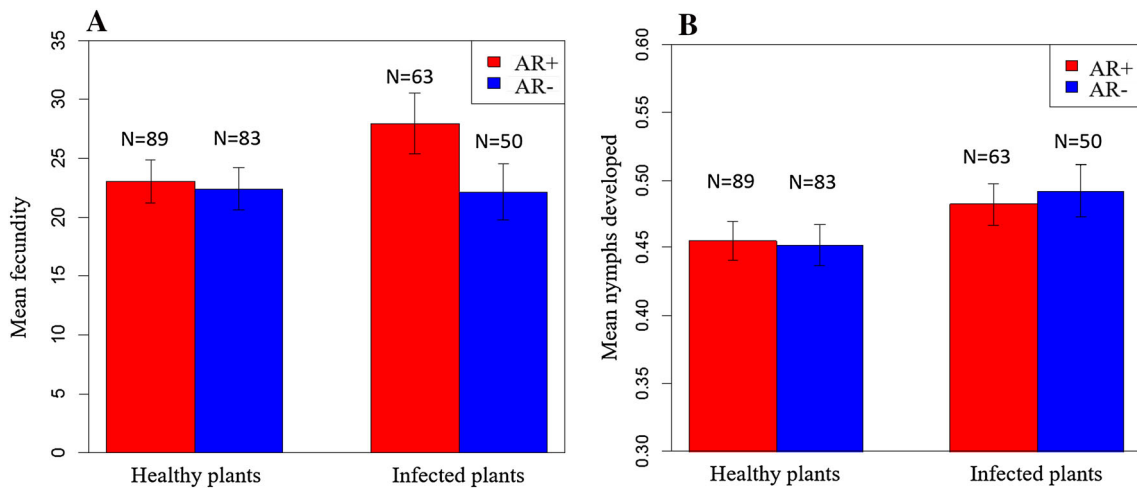 A
Mean fecundity
35
30
25
20
15
10
5
0
AR+
AR-
N=89
N=83
N=63
N=50
Healthy plants
Infected plants
B
Mean nymphs developed
0.60
0.55
0.50
0.45
0.40
0.35
0.30
AR+
AR-
N=89
N=83
N=63
N=50
Healthy plants
Infected plants